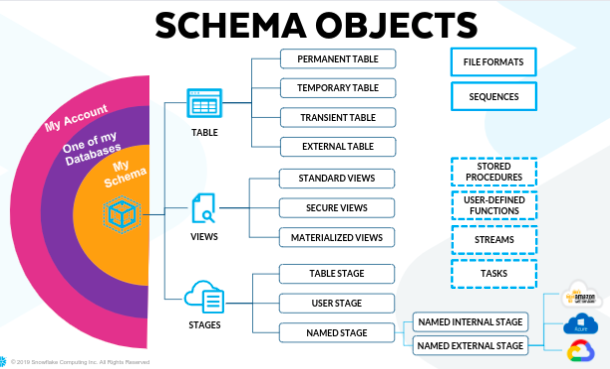 SCHEMA OBJECTS
My Account
One of my
Databases
My
Schema
TABLE
PERMANENT TABLE
TEMPORARY TABLE
TRANSIENT TABLE
EXTERNAL TABLE
VIEWS
STANDARD VIEWS
SECURE VIEWS
MATERIALIZED VIEWS
STAGES
TABLE STAGE
USER STAGE
NAMED STAGE
NAMED INTERNAL STAGE
NAMED EXTERNAL STAGE
FILE FORMATS
SEQUENCES
STORED
PROCEDURES
USER-DEFINED
FUNCTIONS
STREAMS
TASKS
amazon
Azure
Snowflake Computing Inc. All Rights Reserved